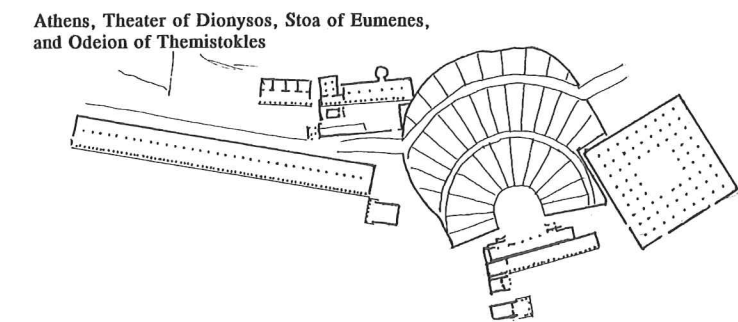 Athens, Theater of Dionysos, Stoa of Eumenes,
and Odeion of Themistokles